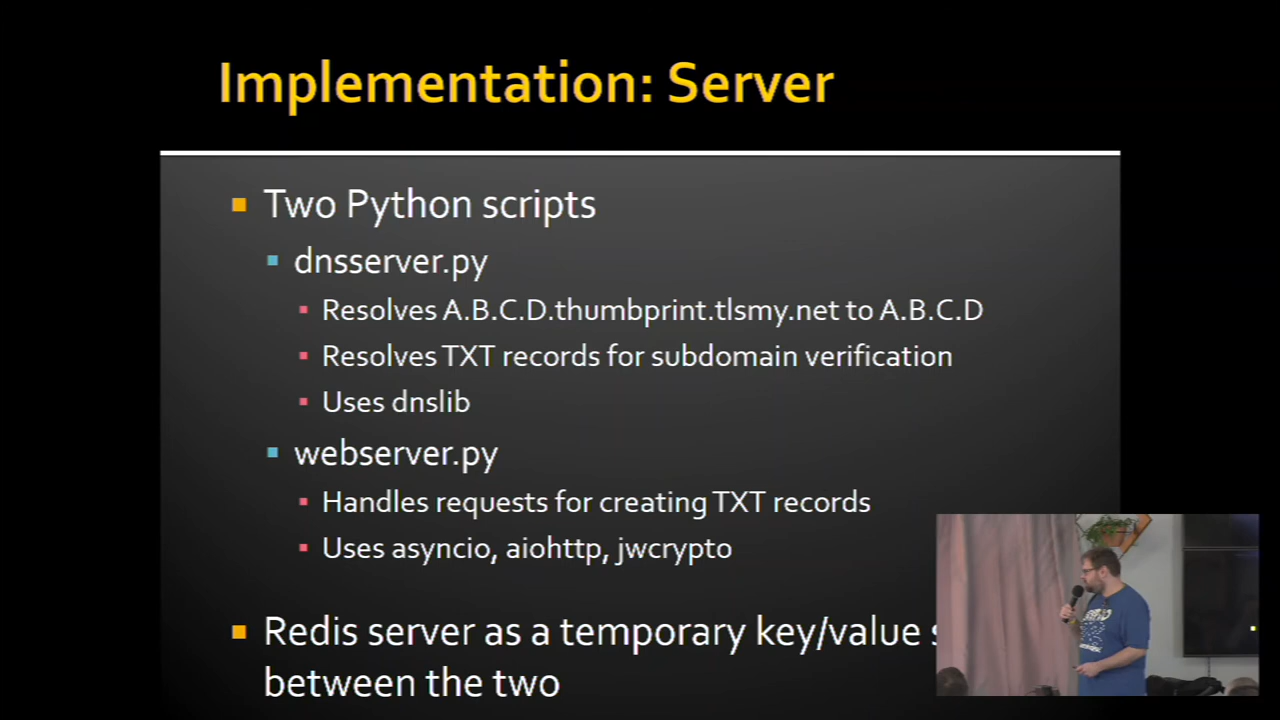 Implementation: Server
Two Python scripts
dnsserver.py
Resolves A.B.C.D.thumbprint.tlsmy.net to A.B.C.D
Resolves TXT records for subdomain verification
Uses dnslib
webserver.py
Handles requests for creating TXT records
Uses asyncio, aiohttp, jwcrypto
Redis server as a temporary key/value
between the two